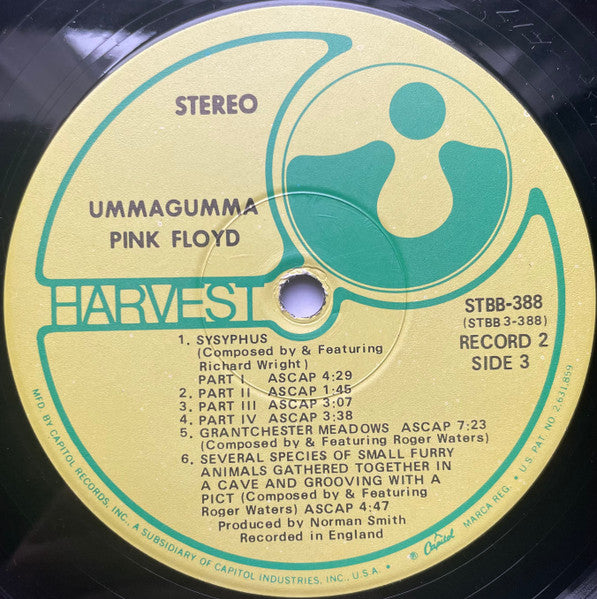 STEREO
UMMAGUMMA
PINK FLOYD
HARVEST
STBB-388
(STBB 3-388)
RECORD 2
SIDE 3
1. SYSYPHUS
(Composed by & Featuring
Richard Wright)
PART I ASCAP 4:29
2. PART II ASCAP 1:45
3. PART III ASCAP 3:07
4. PART IV ASCAP 3:38
5. GRANTCHESTER MEADOWS ASCAP 7:23
(Composed by & Featuring Roger Waters)
6. SEVERAL SPECIES OF SMALL FURRY
ANIMALS GATHERED TOGETHER IN
A CAVE AND GROOVING WITH A
PICT (Composed by & Featuring
Roger Waters) ASCAP 4:47
Produced by Norman Smith
Recorded in England
MFD. BY CAPITOL RECORDS, INC., A SUBSIDIARY OF CAPITOL INDUSTRIES, INC., U.S.A. • ® Capitol MARCA REG. • U.S. PAT. NO. 2,631,859